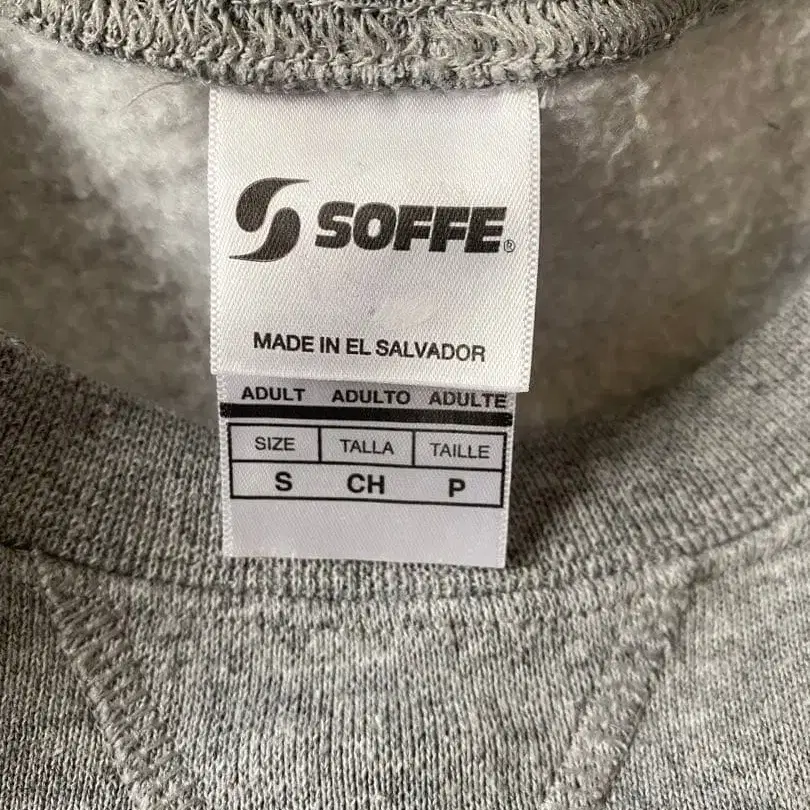 SOFFE®
MADE IN EL SALVADOR
ADULT ADULTO ADULTE
SIZE TALLA TAILLE
S CH P